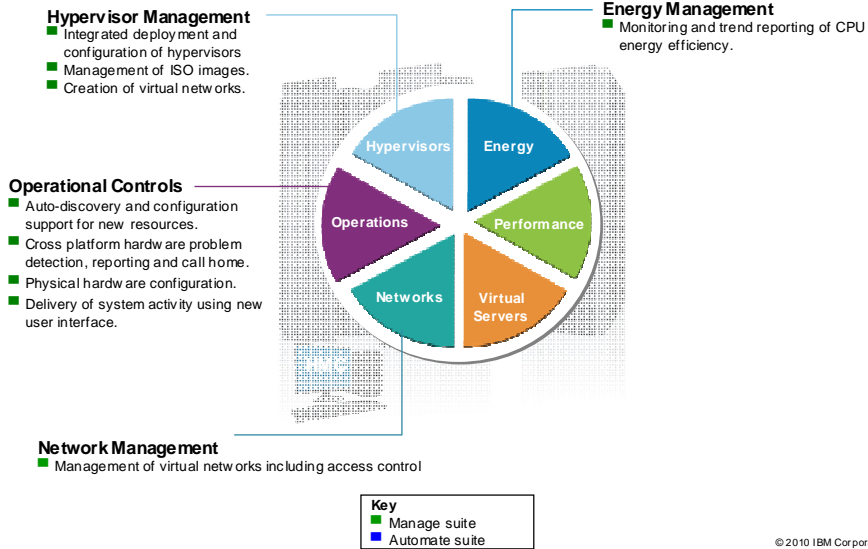 Hypervisor Management
Integrated deployment and
configuration of hypervisors
Management of ISO images.
Creation of virtual networks.
Energy Management
Monitoring and trend reporting of CPU
energy efficiency.
Hypervisors
Energy
Operational Controls
Auto-discovery and configuration
support for new resources.
Cross platform hardware problem
detection, reporting and call home.
Physical hardware configuration.
Delivery of system activity using new
user interface.
Operations
Performance
Networks
Virtual
Servers
HMC
Network Management
Management of virtual networks including access control
Key
Manage suite
Automate suite
© 2010 IBM Corpor